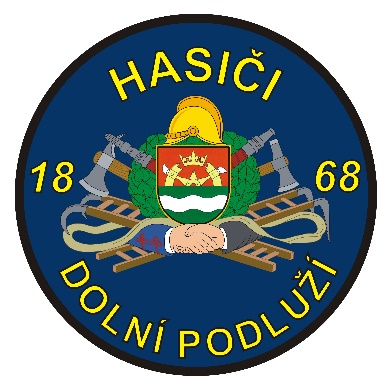 HASIČI
18 68
DOLNÍ PODLUŽÍ